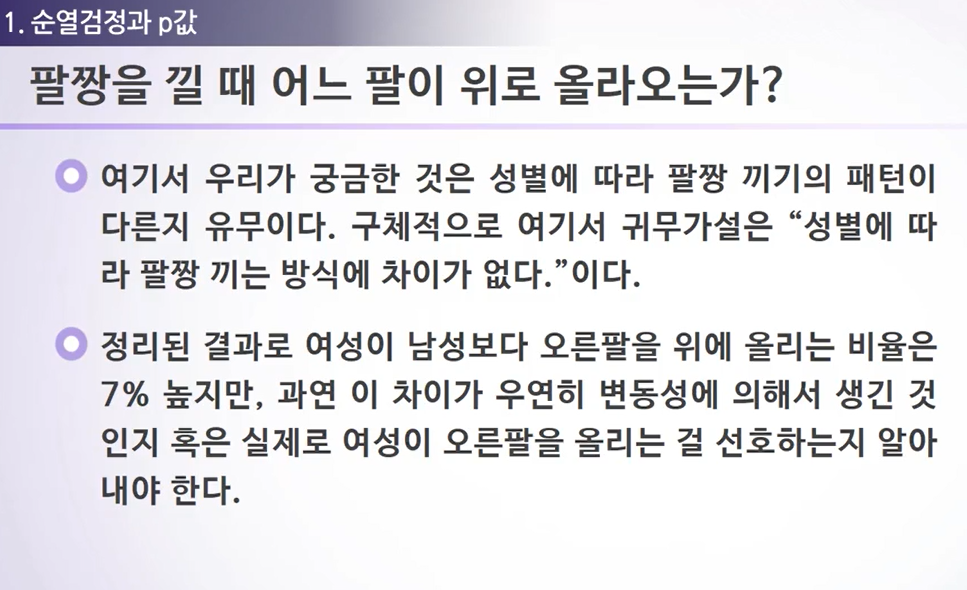 1. 순열검정과 p값
팔짱을 낄 때 어느 팔이 위로 올라오는가?
여기서 우리가 궁금한 것은 성별에 따라 팔짱 끼기의 패턴이
다른지 유무이다. 구체적으로 여기서 귀무가설은 “성별에 따
라 팔짱 끼는 방식에 차이가 없다.”이다.
정리된 결과로 여성이 남성보다 오른팔을 위에 올리는 비율은
7% 높지만, 과연 이 차이가 우연히 변동성에 의해서 생긴 것
인지 혹은 실제로 여성이 오른팔을 올리는 걸 선호하는지 알아
내야 한다.